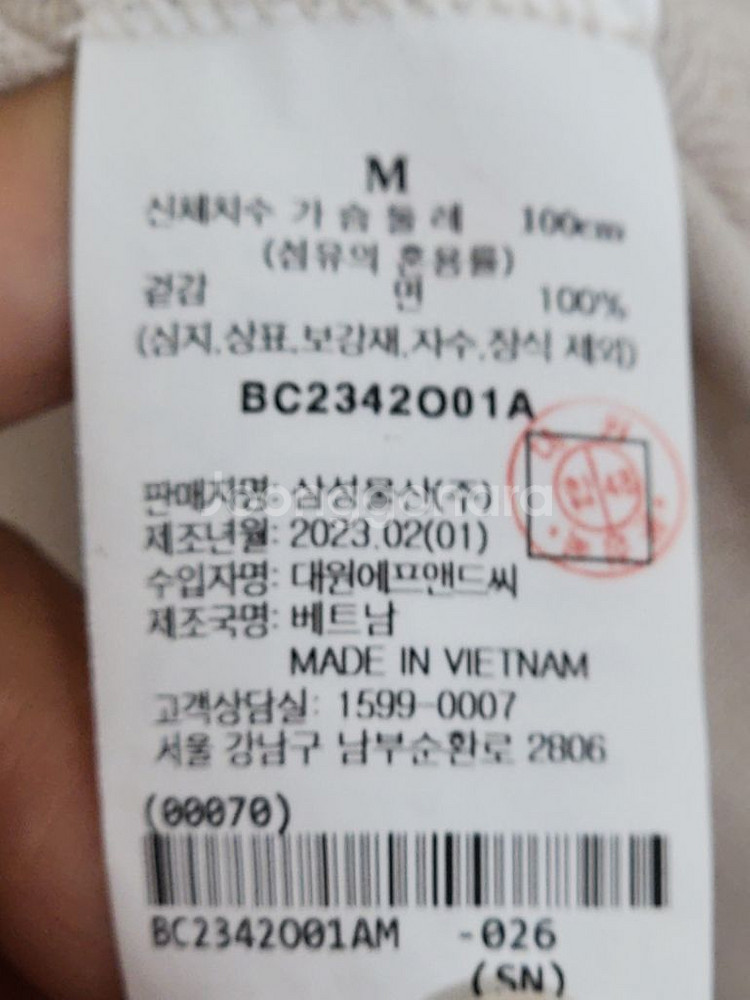 M
신체치수 가슴둘레 100cm
(섬유의 혼용률)
겉감 면 100%
(심지,상표,보강재,자수,장식 제외)
BC2342O01A
판매자명: 삼성물산(주)
제조년월: 2023.02(01)
수입자명: 대원에프앤드씨
제조국명: 베트남
MADE IN VIETNAM
고객상담실: 1599-0007
서울 강남구 남부순환로 2806
(00070)
BC2342O01AM -026
(SN)
Joonggonara